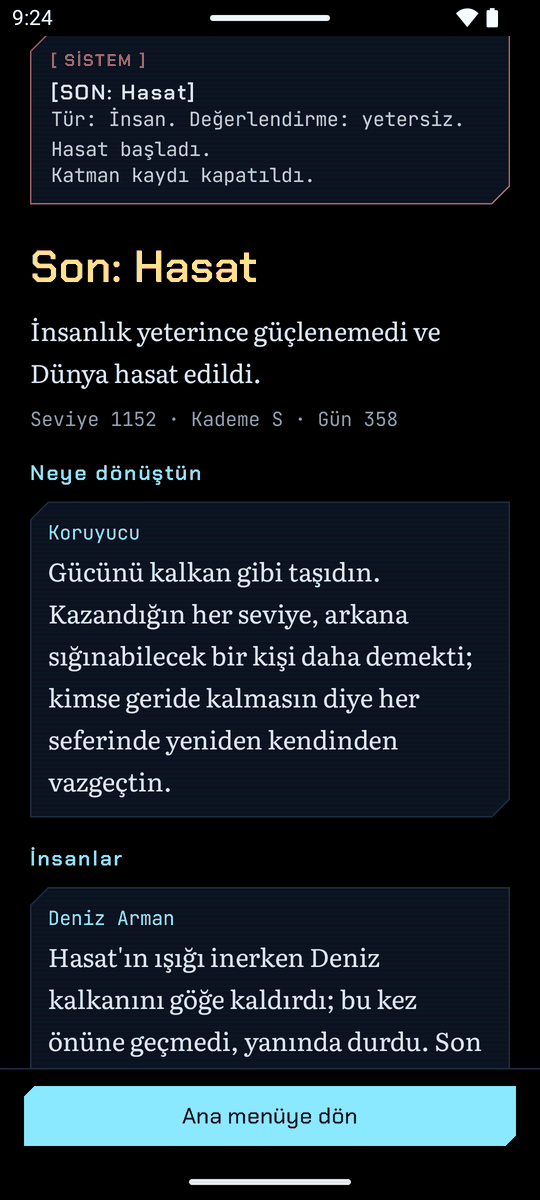 9:24
[ SİSTEM ]
[SON: Hasat]
Tür: İnsan. Değerlendirme: yetersiz.
Hasat başladı.
Katman kaydı kapatıldı.
Son: Hasat
İnsanlık yeterince güçlenemedi ve
Dünya hasat edildi.
Seviye 1152 · Kademe S · Gün 358
Neye dönüştün
Koruyucu
Gücünü kalkan gibi taşıdın.
Kazandığın her seviye, arkana
sığınabilecek bir kişi daha demekti;
kimse geride kalmasın diye her
seferinde yeniden kendinden
vazgeçtin.
İnsanlar
Deniz Arman
Hasat'ın ışığı inerken Deniz
kalkanını göğe kaldırdı; bu kez
önüne geçmedi, yanında durdu. Son
Ana menüye dön